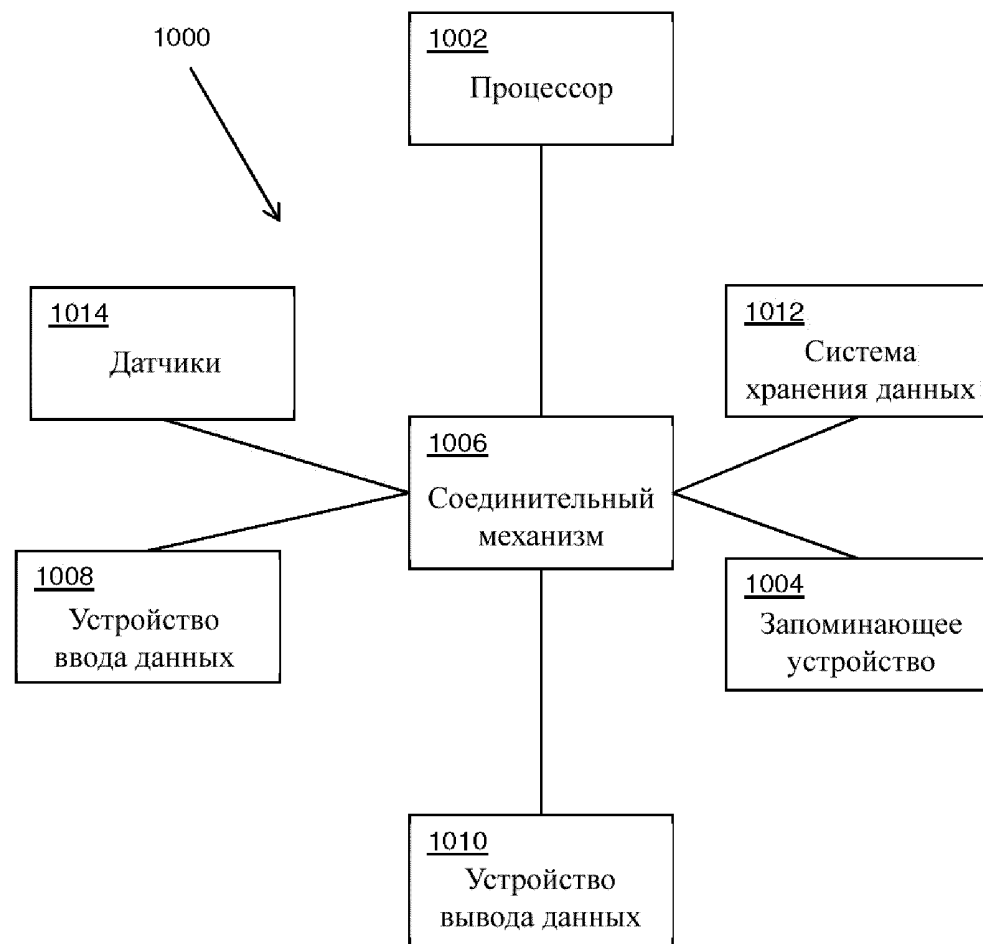 1000
1002
Процессор
1014
Датчики
1012
Система
хранения данных
1006
Соединительный
механизм
1008
Устройство
ввода данных
1004
Запоминающее
устройство
1010
Устройство
вывода данных